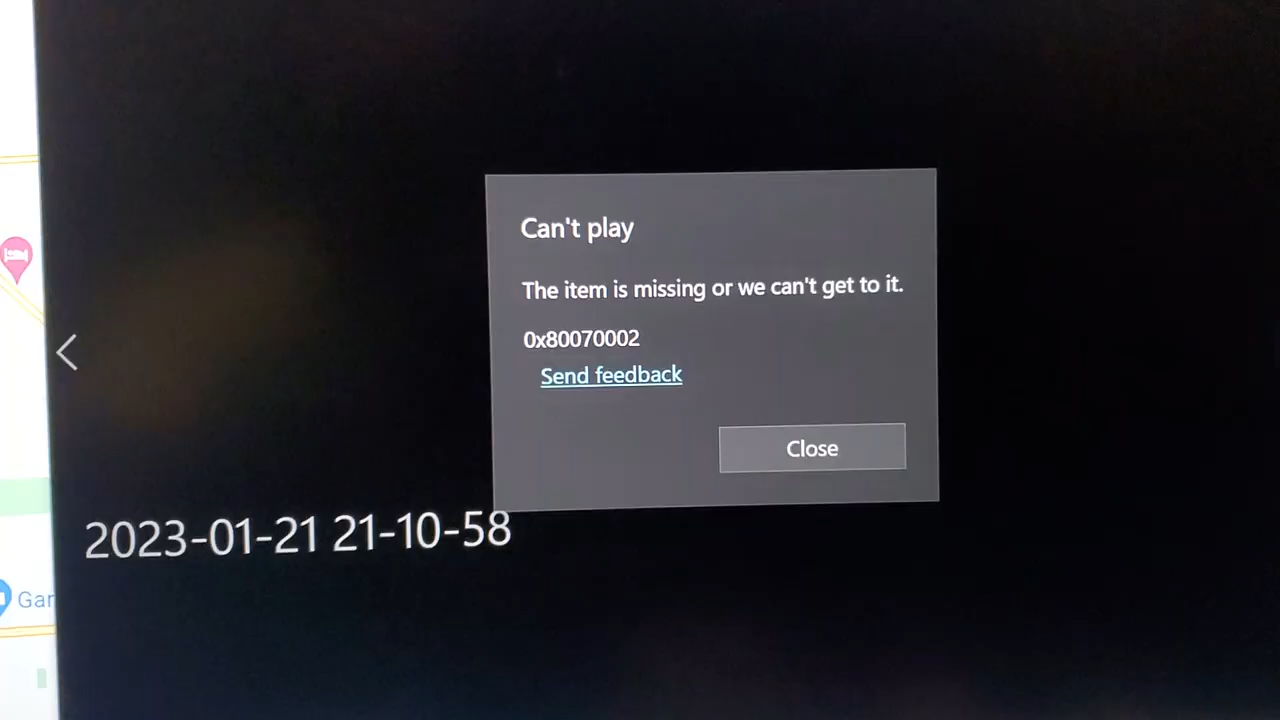 Can't play
The item is missing or we can't get to it.
0x80070002
Send feedback
Close
2023-01-21 21-10-58
Gar